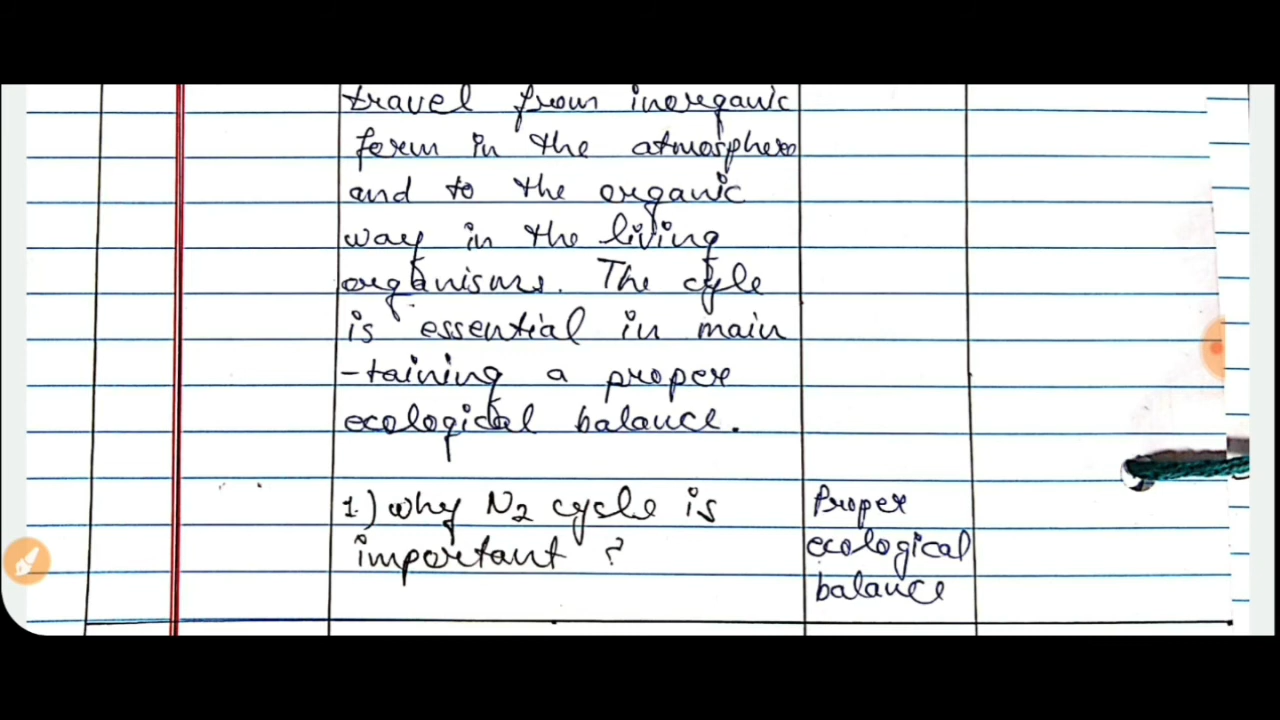 travel from inorganic
form in the atmosphere
and to the organic
way in the living
organisms. The cycle
is essential in main
-taining a proper
ecological balance.
1.) why N2 cycle is
important ?
Proper
ecological
balance